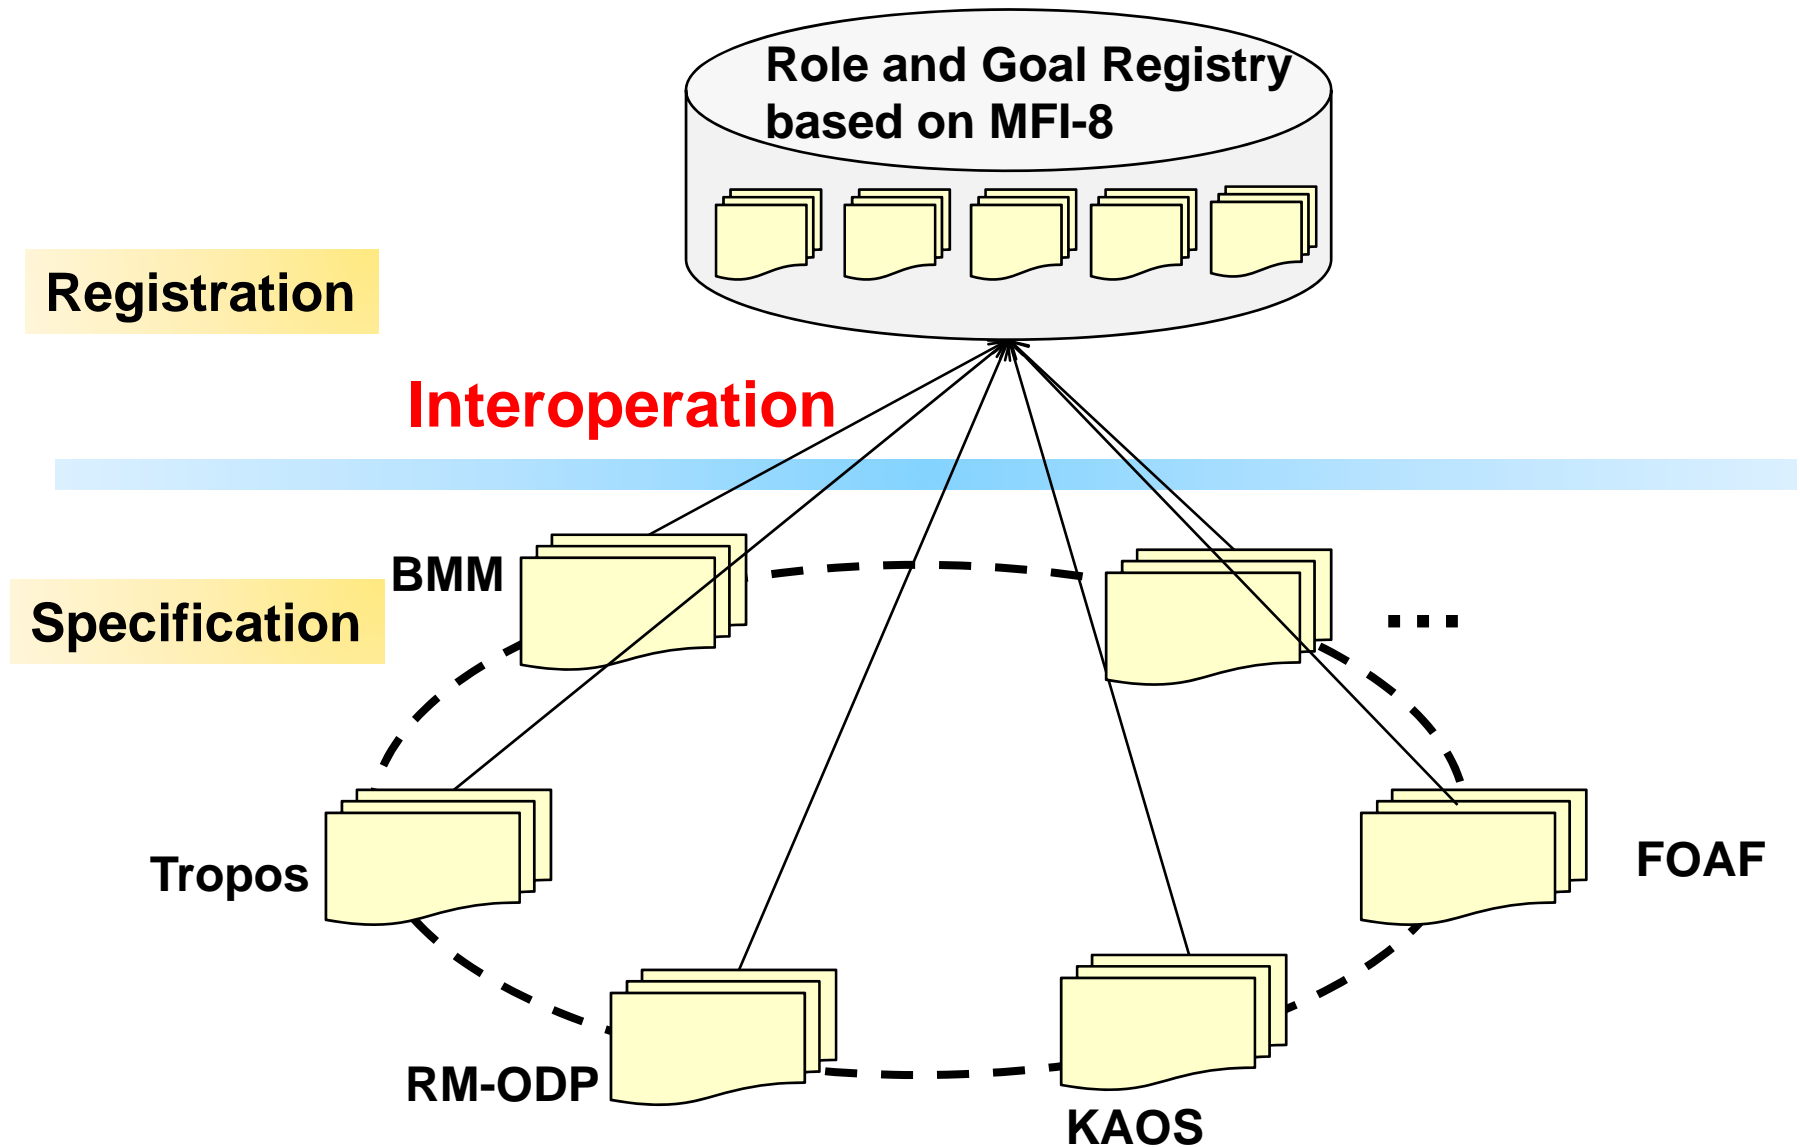 Role and Goal Registry
based on MFI-8
Registration
Interoperation
BMM
...
Specification
Tropos
FOAF
RM-ODP
KAOS